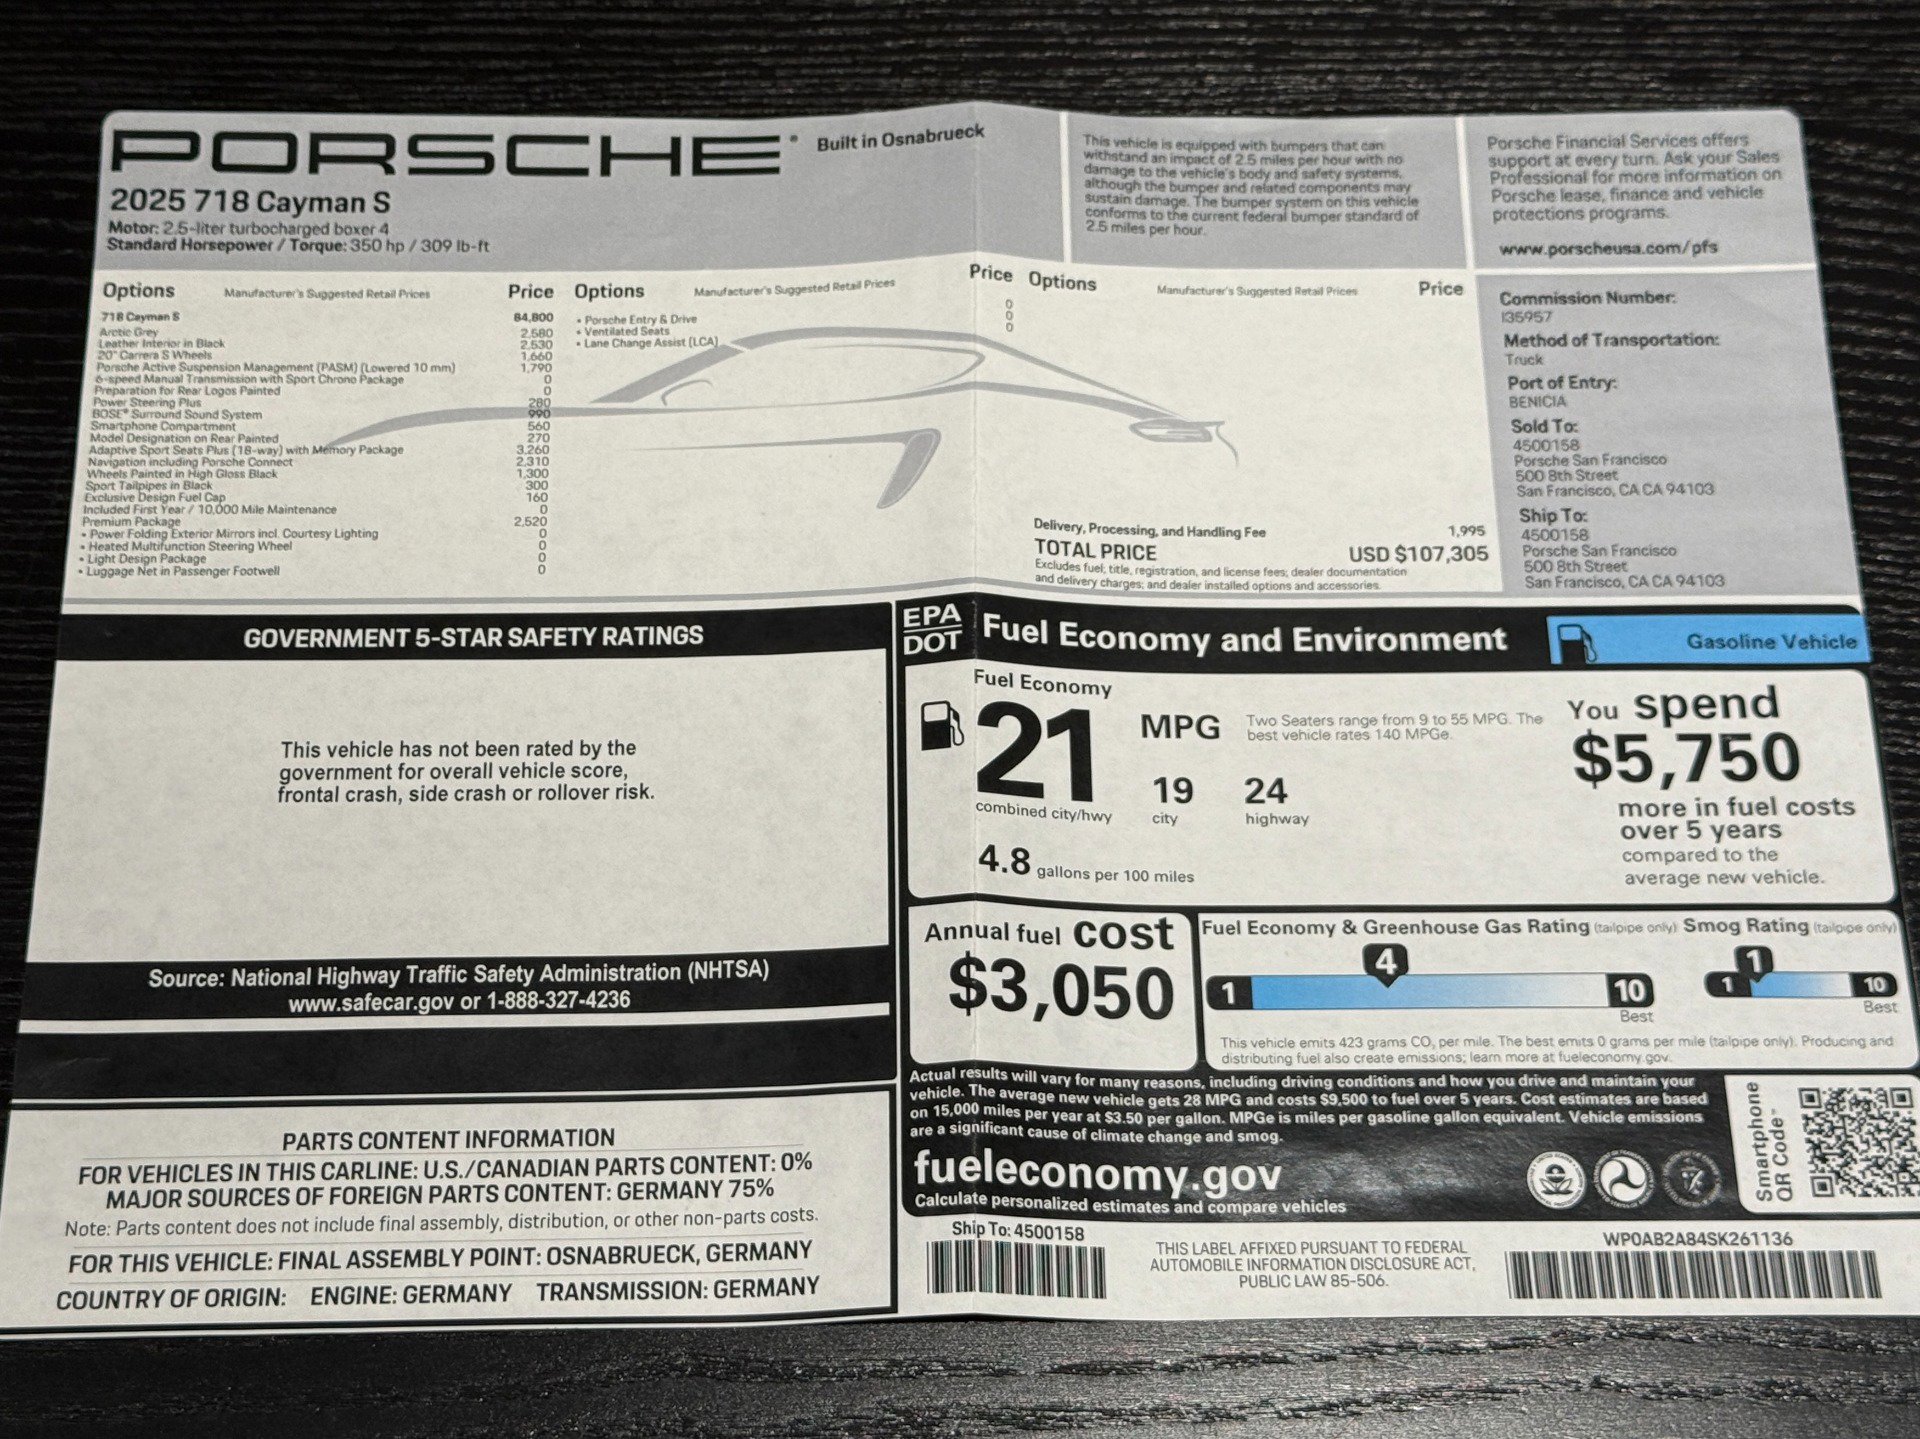 PORSCHE
Built in Osnabrueck
2025 718 Cayman S
Motor: 2.5-liter turbocharged boxer 4
Standard Horsepower / Torque: 350 hp / 309 lb-ft
This vehicle is equipped with bumpers that can
withstand an impact of 2.5 miles per hour with no
damage to the vehicle's body and safety systems,
although the bumper and related components may
sustain damage. The bumper system on this vehicle
conforms to the current federal bumper standard of
2.5 miles per hour.
Porsche Financial Services offers
support at every turn. Ask your Sales
Professional for more information on
Porsche lease, finance and vehicle
protections programs.
www.porscheusa.com/pfs
Options Manufacturer's Suggested Retail Prices Price
718 Cayman S 84,800
Arctic Grey 2,580
Leather Interior in Black 2,530
20" Carrera S Wheels 1,660
Porsche Active Suspension Management (PASM) (Lowered 10 mm) 1,790
6-speed Manual Transmission with Sport Chrono Package 0
Preparation for Rear Logos Painted 0
Power Steering Plus 280
BOSE® Surround Sound System 990
Smartphone Compartment 560
Model Designation on Rear Painted 270
Adaptive Sport Seats Plus (18-way) with Memory Package 3,260
Navigation including Porsche Connect 2,310
Wheels Painted in High Gloss Black 1,300
Sport Tailpipes in Black 300
Exclusive Design Fuel Cap 160
Included First Year / 10,000 Mile Maintenance 0
Premium Package 2,520
• Power Folding Exterior Mirrors incl. Courtesy Lighting 0
• Heated Multifunction Steering Wheel 0
• Light Design Package 0
• Luggage Net in Passenger Footwell 0
Options Manufacturer's Suggested Retail Prices Price
• Porsche Entry & Drive 0
• Ventilated Seats 0
• Lane Change Assist (LCA) 0
Options Manufacturer's Suggested Retail Prices Price
Delivery, Processing, and Handling Fee 1,995
TOTAL PRICE USD $107,305
Excludes fuel; title, registration, and license fees; dealer documentation
and delivery charges; and dealer installed options and accessories.
Commission Number:
135957
Method of Transportation:
Truck
Port of Entry:
BENICIA
Sold To:
4500158
Porsche San Francisco
500 8th Street
San Francisco, CA CA 94103
Ship To:
4500158
Porsche San Francisco
500 8th Street
San Francisco, CA CA 94103
GOVERNMENT 5-STAR SAFETY RATINGS
This vehicle has not been rated by the
government for overall vehicle score,
frontal crash, side crash or rollover risk.
Source: National Highway Traffic Safety Administration (NHTSA)
www.safecar.gov or 1-888-327-4236
PARTS CONTENT INFORMATION
FOR VEHICLES IN THIS CARLINE: U.S./CANADIAN PARTS CONTENT: 0%
MAJOR SOURCES OF FOREIGN PARTS CONTENT: GERMANY 75%
Note: Parts content does not include final assembly, distribution, or other non-parts costs.
FOR THIS VEHICLE: FINAL ASSEMBLY POINT: OSNABRUECK, GERMANY
COUNTRY OF ORIGIN: ENGINE: GERMANY TRANSMISSION: GERMANY
EPA
DOT
Fuel Economy and Environment
Gasoline Vehicle
Fuel Economy
21
MPG
Two Seaters range from 9 to 55 MPG. The
best vehicle rates 140 MPGe.
combined city/hwy
19
city
24
highway
4.8 gallons per 100 miles
You spend
$5,750
more in fuel costs
over 5 years
compared to the
average new vehicle.
Annual fuel cost
$3,050
Fuel Economy & Greenhouse Gas Rating (tailpipe only)
4
1 10
Best
Smog Rating (tailpipe only)
1
1 10
Best
This vehicle emits 423 grams CO₂ per mile. The best emits 0 grams per mile (tailpipe only). Producing and
distributing fuel also create emissions; learn more at fueleconomy.gov.
Actual results will vary for many reasons, including driving conditions and how you drive and maintain your
vehicle. The average new vehicle gets 28 MPG and costs $9,500 to fuel over 5 years. Cost estimates are based
on 15,000 miles per year at $3.50 per gallon. MPGe is miles per gasoline gallon equivalent. Vehicle emissions
are a significant cause of climate change and smog.
fueleconomy.gov
Calculate personalized estimates and compare vehicles
Smartphone
QR Code™
Ship To: 4500158
THIS LABEL AFFIXED PURSUANT TO FEDERAL
AUTOMOBILE INFORMATION DISCLOSURE ACT,
PUBLIC LAW 85-506.
WP0AB2A84SK261136